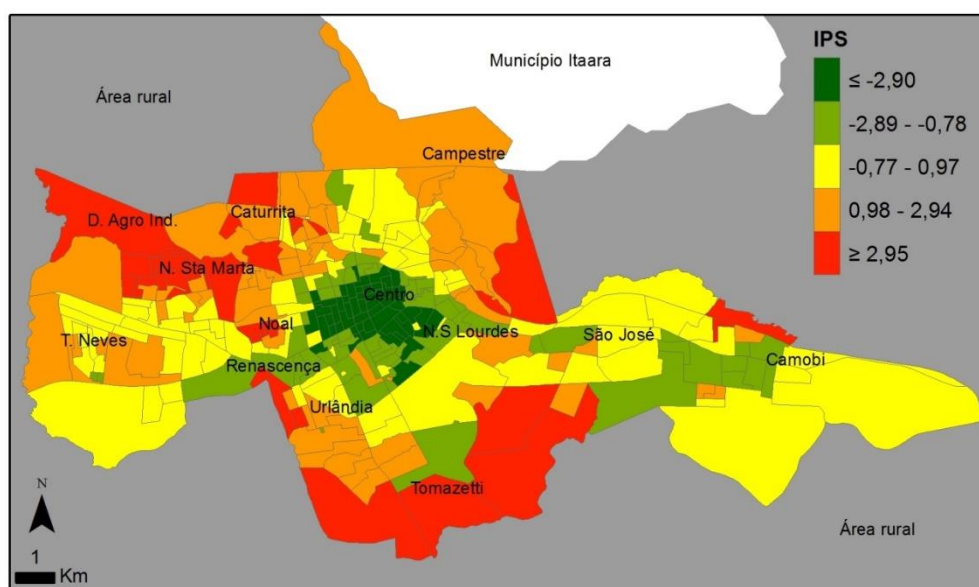 Município Itaara
Área rural
IPS
≤ -2,90
-2,89 - -0,78
-0,77 - 0,97
0,98 - 2,94
≥ 2,95
Campestre
D. Agro Ind.
Caturrita
N. Sta Marta
Centro
Noal
N.S Lourdes
São José
T. Neves
Renascença
Camobi
Urlândia
Tomazetti
Área rural
N
1
Km